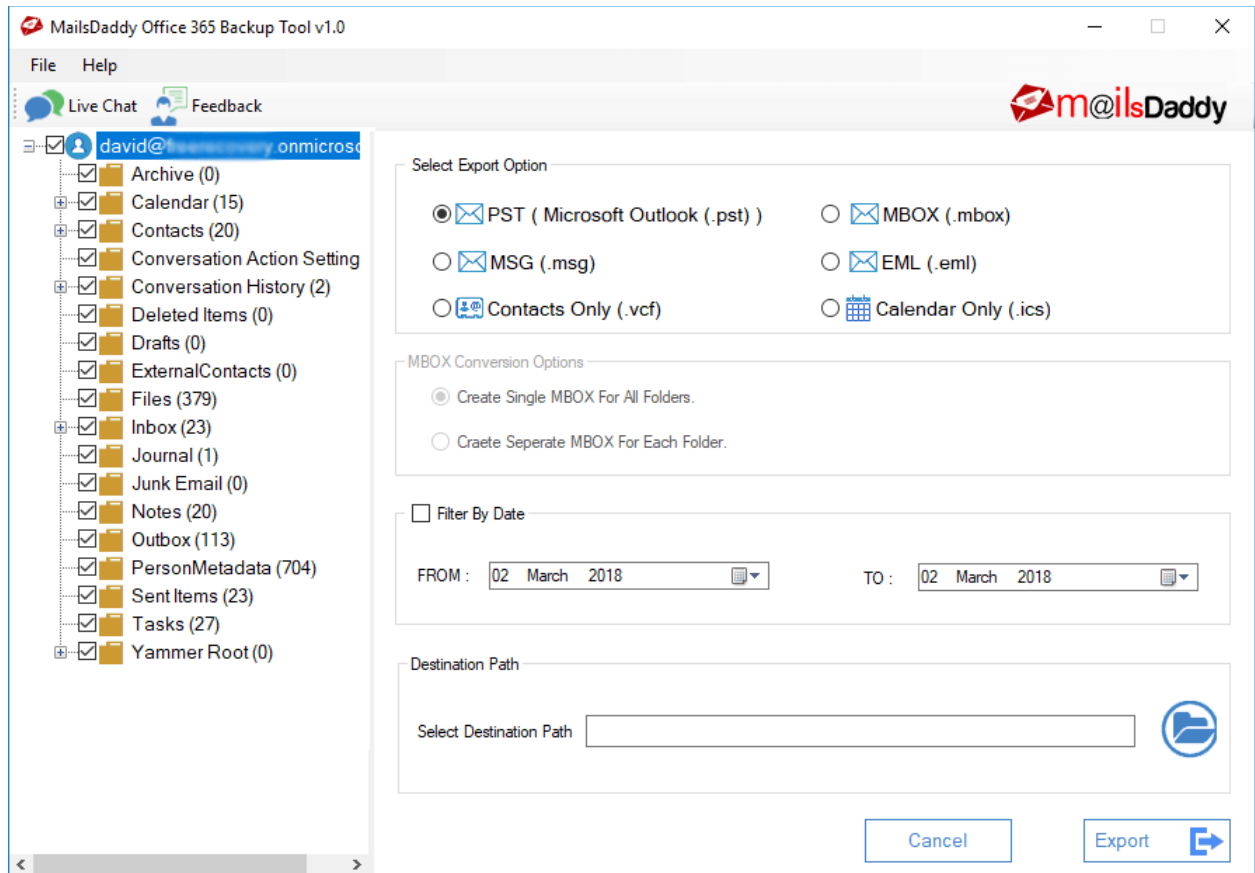 MailsDaddy Office 365 Backup Tool v1.0
File Help
Live Chat Feedback
m@ilsDaddy
david@ .onmicrosc
Archive (0)
Calendar (15)
Contacts (20)
Conversation Action Setting
Conversation History (2)
Deleted Items (0)
Drafts (0)
ExternalContacts (0)
Files (379)
Inbox (23)
Journal (1)
Junk Email (0)
Notes (20)
Outbox (113)
PersonMetadata (704)
Sent Items (23)
Tasks (27)
Yammer Root (0)
Select Export Option
PST ( Microsoft Outlook (.pst) ) MBOX (.mbox)
MSG (.msg) EML (.eml)
Contacts Only (.vcf) Calendar Only (.ics)
MBOX Conversion Options
Create Single MBOX For All Folders.
Craete Seperate MBOX For Each Folder.
Filter By Date
FROM : 02 March 2018 TO : 02 March 2018
Destination Path
Select Destination Path
Cancel Export